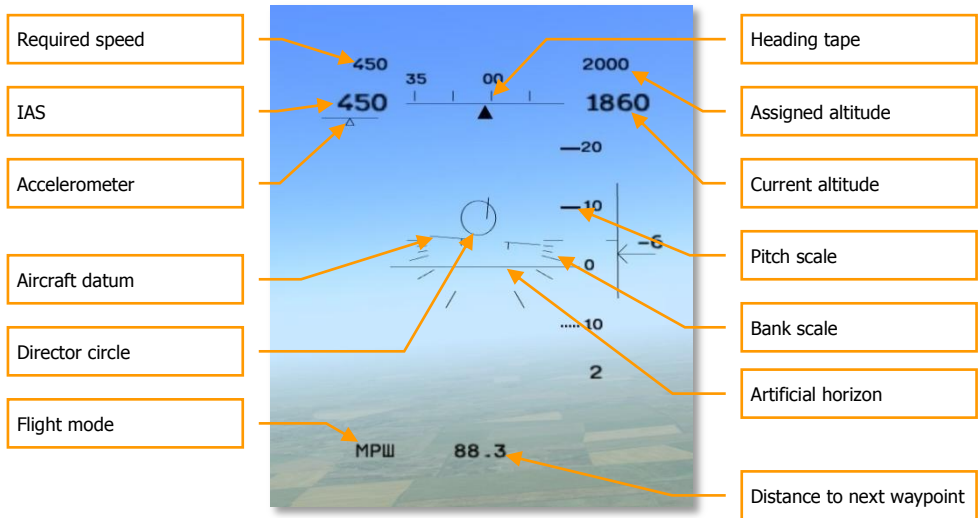 Required speed
IAS
Accelerometer
Aircraft datum
Director circle
Flight mode
450
2000
35 00
450
1860
20
10
-6
0
10
2
МРШ 88.3
Heading tape
Assigned altitude
Current altitude
Pitch scale
Bank scale
Artificial horizon
Distance to next waypoint